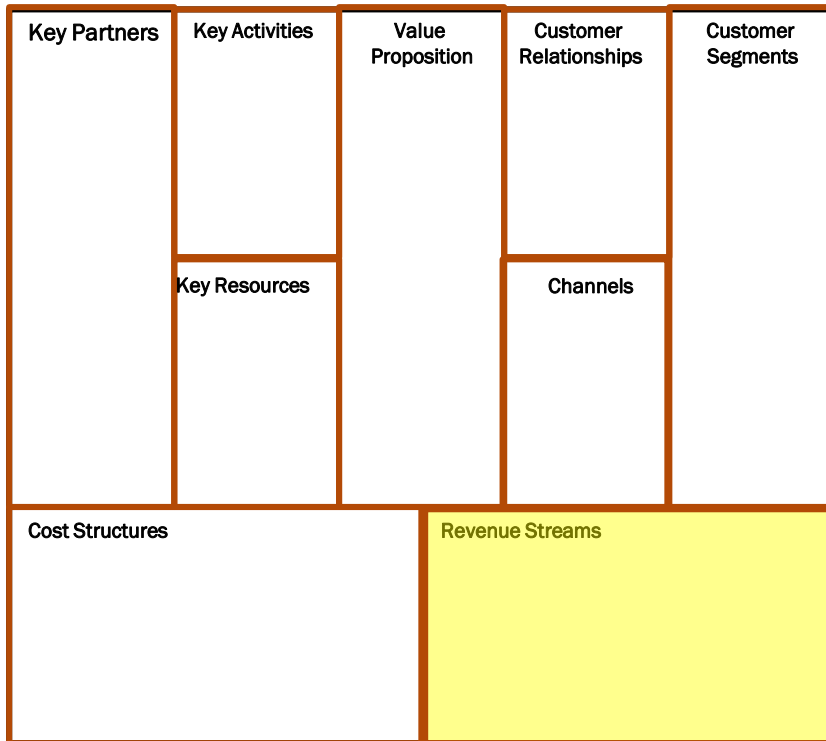 Key Partners
Key Activities
Value
Proposition
Customer
Relationships
Customer
Segments
Key Resources
Channels
Cost Structures
Revenue Streams